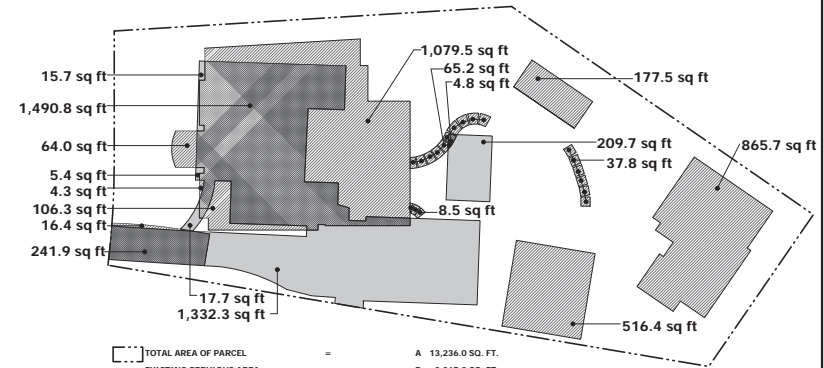 1,079.5 sq ft
65.2 sq ft
4.8 sq ft
177.5 sq ft
15.7 sq ft
1,490.8 sq ft
64.0 sq ft
209.7 sq ft
865.7 sq ft
37.8 sq ft
5.4 sq ft
4.3 sq ft
106.3 sq ft
8.5 sq ft
16.4 sq ft
241.9 sq ft
17.7 sq ft
1,332.3 sq ft
516.4 sq ft
TOTAL AREA OF PARCEL = A 13,236.0 SQ. FT.